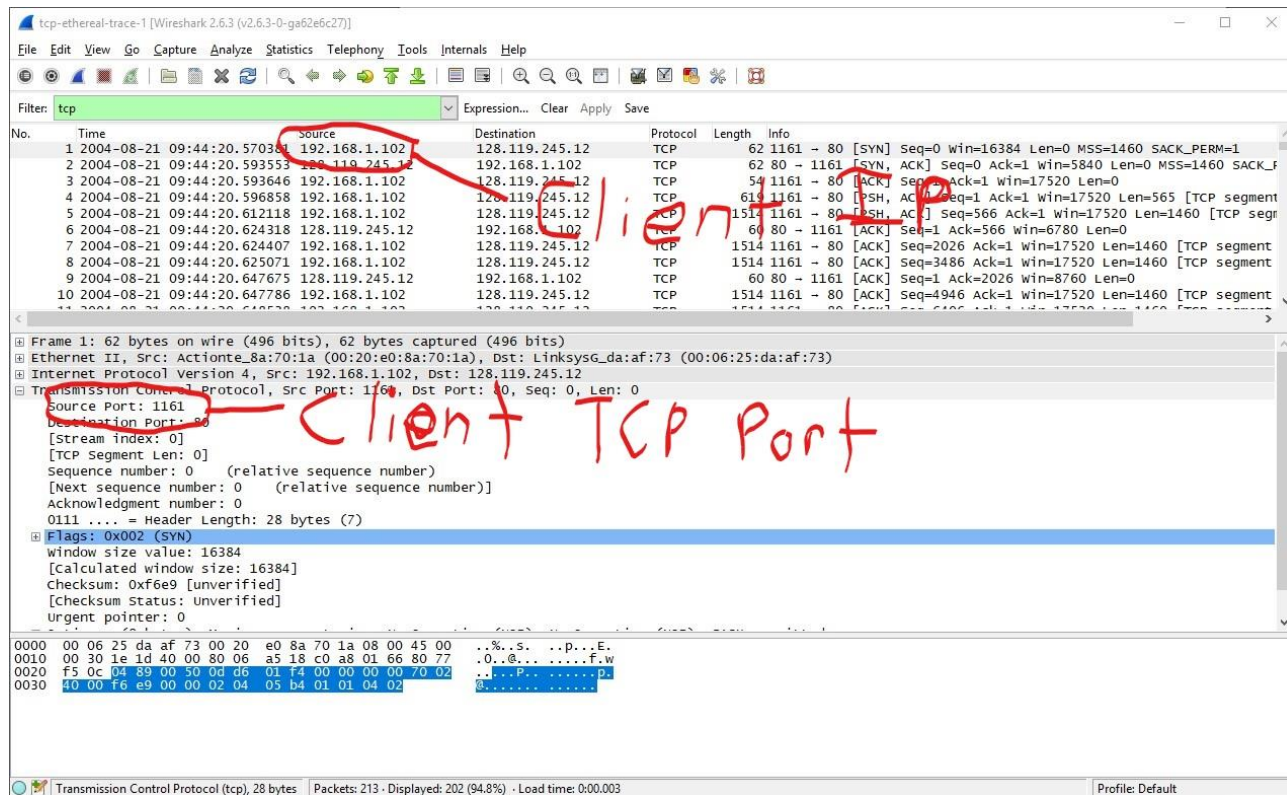 tcp-ethereal-trace-1 [Wireshark 2.6.3 (v2.6.3-0-ga62e6c27)]
File Edit View Go Capture Analyze Statistics Telephony Tools Internals Help
Filter: tcp Expression... Clear Apply Save
No. Time Source Destination Protocol Length Info
1 2004-08-21 09:44:20.570381 192.168.1.102 128.119.245.12 TCP 62 1161 → 80 [SYN] Seq=0 Win=16384 Len=0 MSS=1460 SACK_PERM=1
2 2004-08-21 09:44:20.593553 128.119.245.12 192.168.1.102 TCP 62 80 → 1161 [SYN, ACK] Seq=0 Ack=1 Win=5840 Len=0 MSS=1460
3 2004-08-21 09:44:20.593646 192.168.1.102 128.119.245.12 TCP 54 1161 → 80 [ACK] Seq=1 Ack=1 Win=17520 Len=0
4 2004-08-21 09:44:20.596858 192.168.1.102 128.119.245.12 TCP 619 1161 → 80 [PSH, ACK] Seq=1 Ack=1 Win=17520 Len=565 [TCP segment
5 2004-08-21 09:44:20.612118 192.168.1.102 128.119.245.12 TCP 1514 1161 → 80 [PSH, ACK] Seq=566 Ack=1 Win=17520 Len=1460 [TCP
6 2004-08-21 09:44:20.624318 128.119.245.12 192.168.1.102 TCP 60 80 → 1161 [ACK] Seq=1 Ack=566 Win=6780 Len=0
7 2004-08-21 09:44:20.624407 192.168.1.102 128.119.245.12 TCP 1514 1161 → 80 [ACK] Seq=2026 Ack=1 Win=17520 Len=1460 [TCP segment
8 2004-08-21 09:44:20.625071 192.168.1.102 128.119.245.12 TCP 1514 1161 → 80 [ACK] Seq=3486 Ack=1 Win=17520 Len=1460 [TCP segment
9 2004-08-21 09:44:20.647675 128.119.245.12 192.168.1.102 TCP 60 80 → 1161 [ACK] Seq=1 Ack=2026 Win=8760 Len=0
10 2004-08-21 09:44:20.647786 192.168.1.102 128.119.245.12 TCP 1514 1161 → 80 [ACK] Seq=4946 Ack=1 Win=17520 Len=1460 [TCP segment
Client IP
Frame 1: 62 bytes on wire (496 bits), 62 bytes captured (496 bits)
Ethernet II, Src: Actionte_8a:70:1a (00:20:e0:8a:70:1a), Dst: LinksysG_da:af:73 (00:06:25:da:af:73)
Internet Protocol Version 4, Src: 192.168.1.102, Dst: 128.119.245.12
Transmission Control Protocol, Src Port: 1161, Dst Port: 80, Seq: 0, Len: 0
Source Port: 1161
Destination Port: 80
Client TCP Port
[Stream index: 0]
[TCP Segment Len: 0]
Sequence number: 0 (relative sequence number)
[Next sequence number: 0 (relative sequence number)]
Acknowledgment number: 0
0111 .... = Header Length: 28 bytes (7)
Flags: 0x002 (SYN)
Window size value: 16384
[Calculated window size: 16384]
Checksum: 0xf6e9 [unverified]
[Checksum Status: Unverified]
Urgent pointer: 0
0000 00 06 25 da af 73 00 20 e0 8a 70 1a 08 00 45 00 ..%..s. ..p...E.
0010 00 30 1e 1d 40 00 80 06 a5 18 c0 a8 01 66 80 77 .0..@... .....f.w
0020 f5 0c 04 89 00 50 0d d6 01 f4 00 00 00 00 70 02 .....P.. ......p.
0030 40 00 f6 e9 00 00 02 04 05 b4 01 01 04 02 @....... ......
Transmission Control Protocol (tcp), 28 bytes Packets: 213 · Displayed: 202 (94.8%) · Load time: 0:00.003 Profile: Default